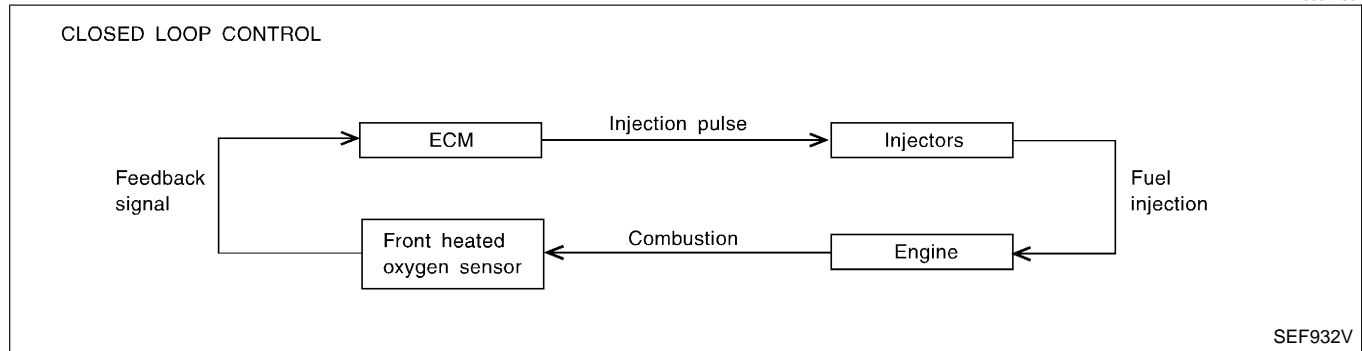 CLOSED LOOP CONTROL
ECM
Injection pulse
Injectors
Feedback
signal
Fuel
injection
Front heated
oxygen sensor
Combustion
Engine
SEF932V